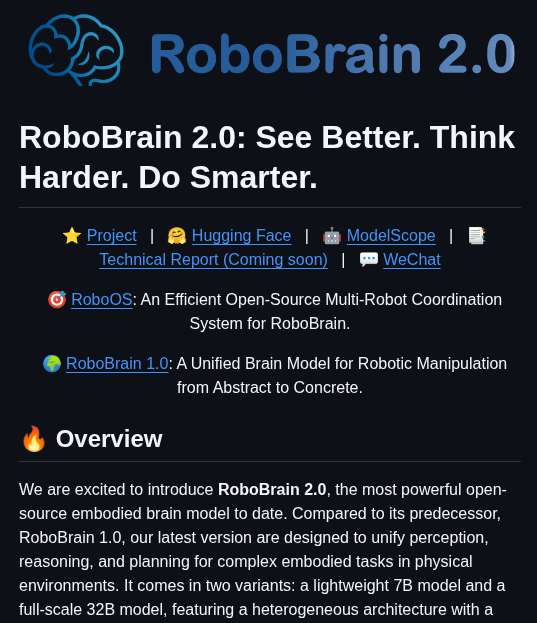 RoboBrain 2.0
RoboBrain 2.0: See Better. Think
Harder. Do Smarter.
⭐ Project | 🤗 Hugging Face | 🤖 ModelScope | 📑
Technical Report (Coming soon) | 💬 WeChat
🎯 RoboOS: An Efficient Open-Source Multi-Robot Coordination
System for RoboBrain.
🌍 RoboBrain 1.0: A Unified Brain Model for Robotic Manipulation
from Abstract to Concrete.
🔥 Overview
We are excited to introduce RoboBrain 2.0, the most powerful open-
source embodied brain model to date. Compared to its predecessor,
RoboBrain 1.0, our latest version are designed to unify perception,
reasoning, and planning for complex embodied tasks in physical
environments. It comes in two variants: a lightweight 7B model and a
full-scale 32B model, featuring a heterogeneous architecture with a